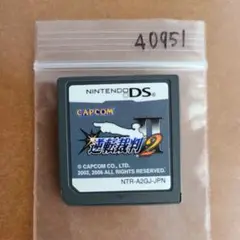 40951
NINTENDO DS
CAPCOM
逆転裁判2
© CAPCOM CO., LTD.
2002, 2006 ALL RIGHTS RESERVED.
NTR-A2GJ-JPN